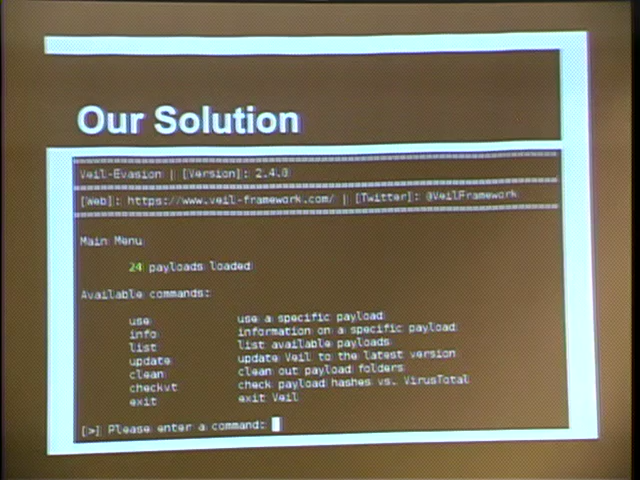 Our Solution
Veil-Evasion | [Version]: 2.4.0
[Web]: https://www.veil-framework.com/ | [Twitter]: @VeilFramework
Main Menu
24 payloads loaded
Available commands:
use use a specific payload
info information on a specific payload
list list available payloads
update update Veil to the latest version
clean clean out payload folders
checkvt check payload hashes vs. VirusTotal
exit exit Veil
[>] Please enter a command: